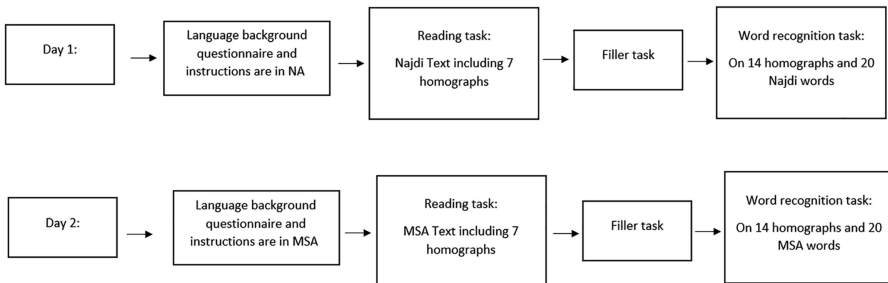 Day 1:
Language background
questionnaire and
instructions are in NA
Reading task:
Najdi Text including 7
homographs
Filler task
Word recognition task:
On 14 homographs and 20
Najdi words
Day 2:
Language background
questionnaire and
instructions are in MSA
Reading task:
MSA Text including 7
homographs
Filler task
Word recognition task:
On 14 homographs and 20
MSA words